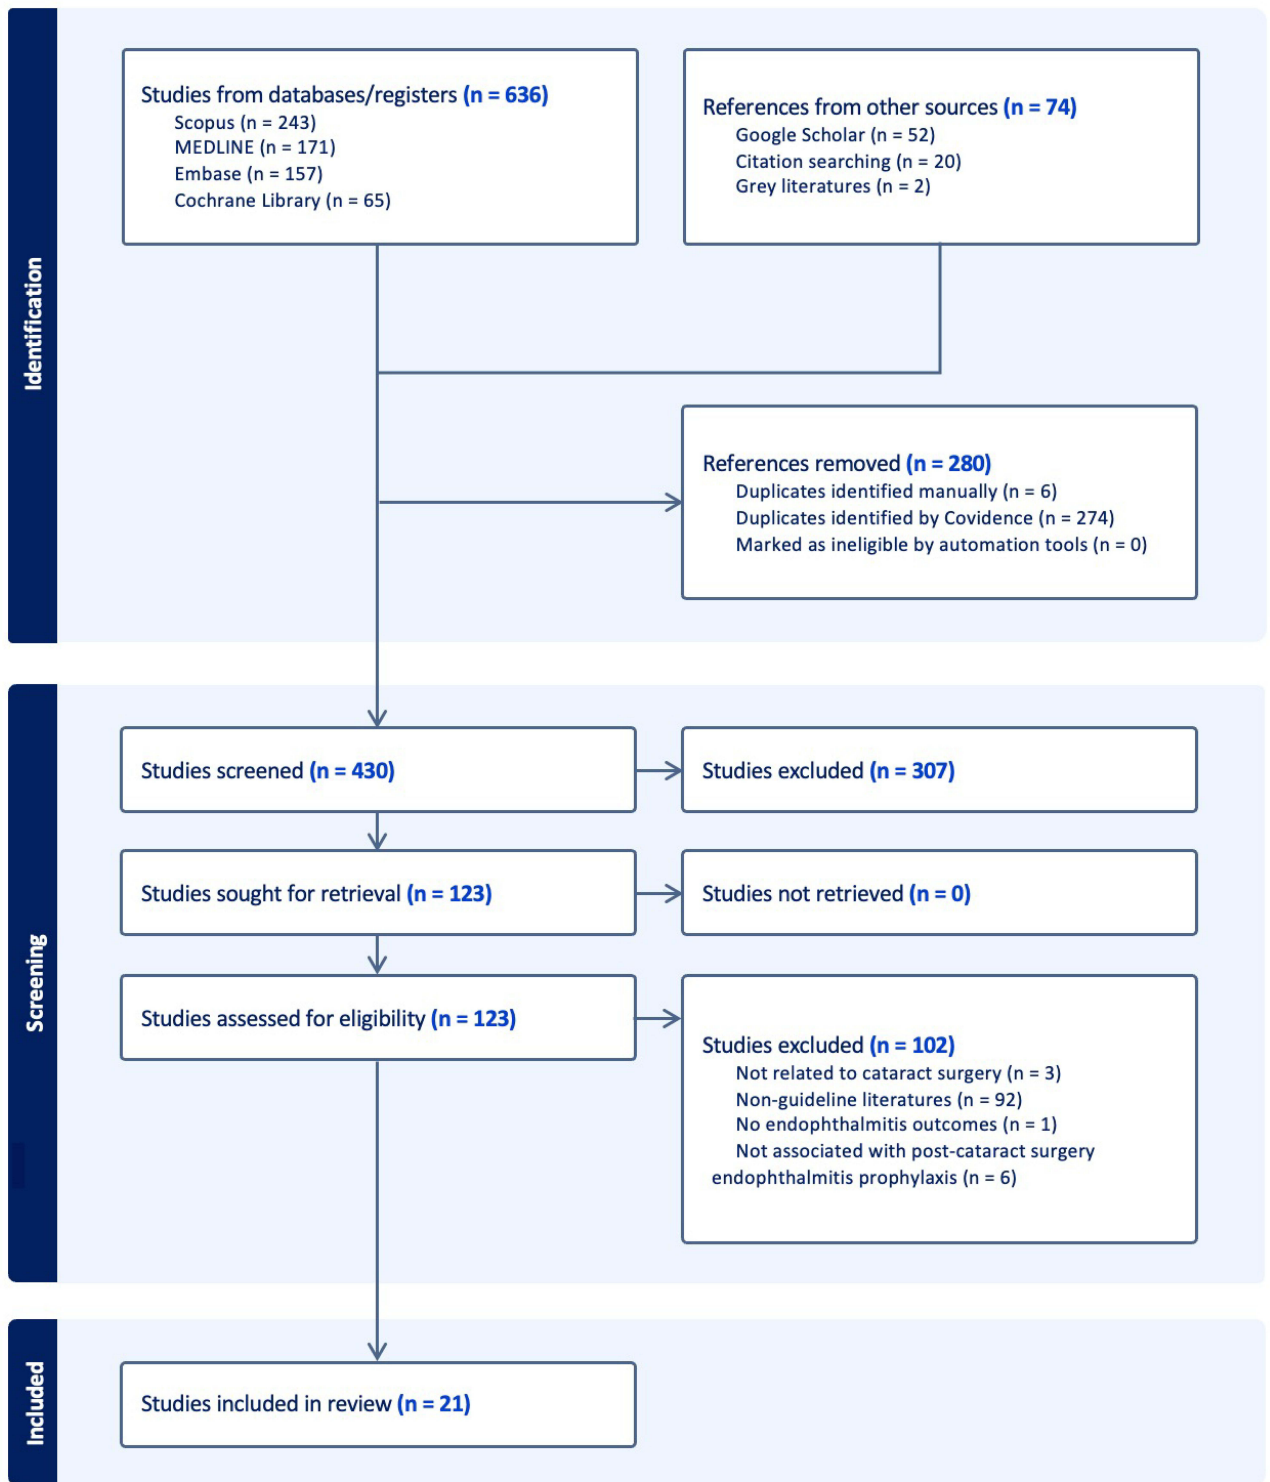 Identification
Studies from databases/registers (n = 636)
Scopus (n = 243)
MEDLINE (n = 171)
Embase (n = 157)
Cochrane Library (n = 65)
References from other sources (n = 74)
Google Scholar (n = 52)
Citation searching (n = 20)
Grey literatures (n = 2)
References removed (n = 280)
Duplicates identified manually (n = 6)
Duplicates identified by Covidence (n = 274)
Marked as ineligible by automation tools (n = 0)
Screening
Studies screened (n = 430)
Studies excluded (n = 307)
Studies sought for retrieval (n = 123)
Studies not retrieved (n = 0)
Studies assessed for eligibility (n = 123)
Studies excluded (n = 102)
Not related to cataract surgery (n = 3)
Non-guideline literatures (n = 92)
No endophthalmitis outcomes (n = 1)
Not associated with post-cataract surgery
endophthalmitis prophylaxis (n = 6)
Included
Studies included in review (n = 21)